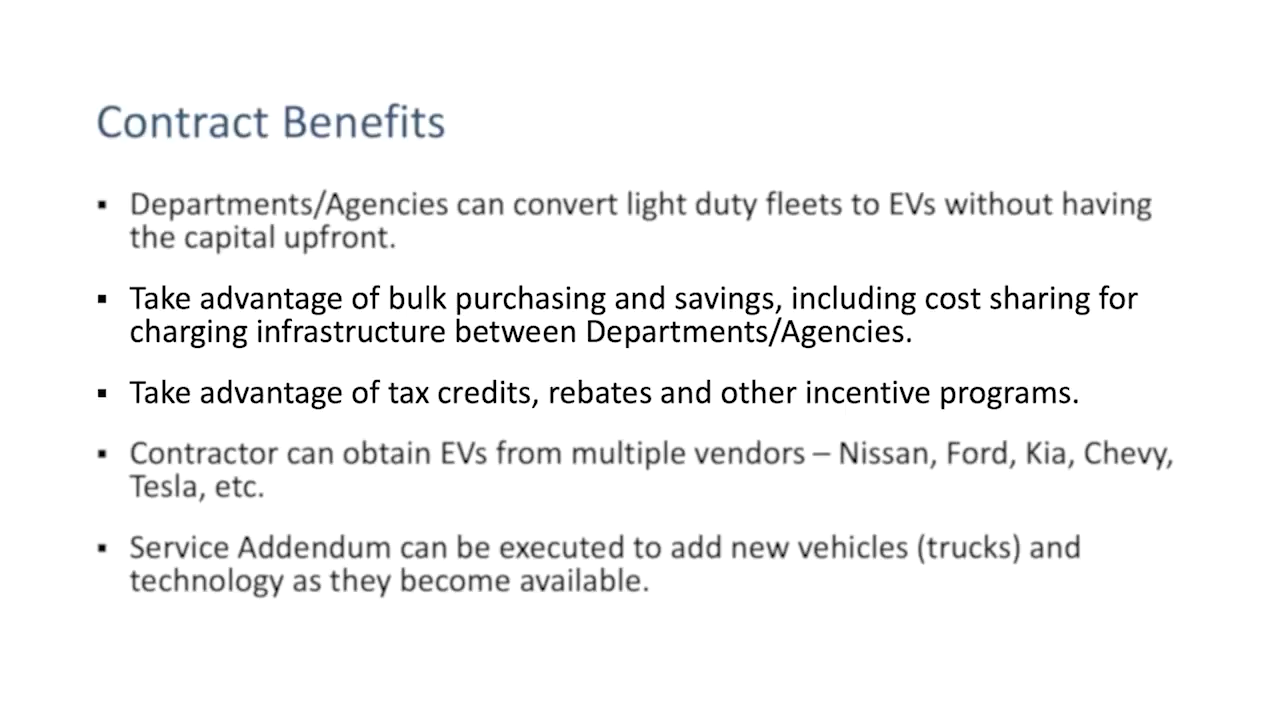 Contract Benefits
▪ Departments/Agencies can convert light duty fleets to EVs without having
the capital upfront.
▪ Take advantage of bulk purchasing and savings, including cost sharing for
charging infrastructure between Departments/Agencies.
▪ Take advantage of tax credits, rebates and other incentive programs.
▪ Contractor can obtain EVs from multiple vendors – Nissan, Ford, Kia, Chevy,
Tesla, etc.
▪ Service Addendum can be executed to add new vehicles (trucks) and
technology as they become available.